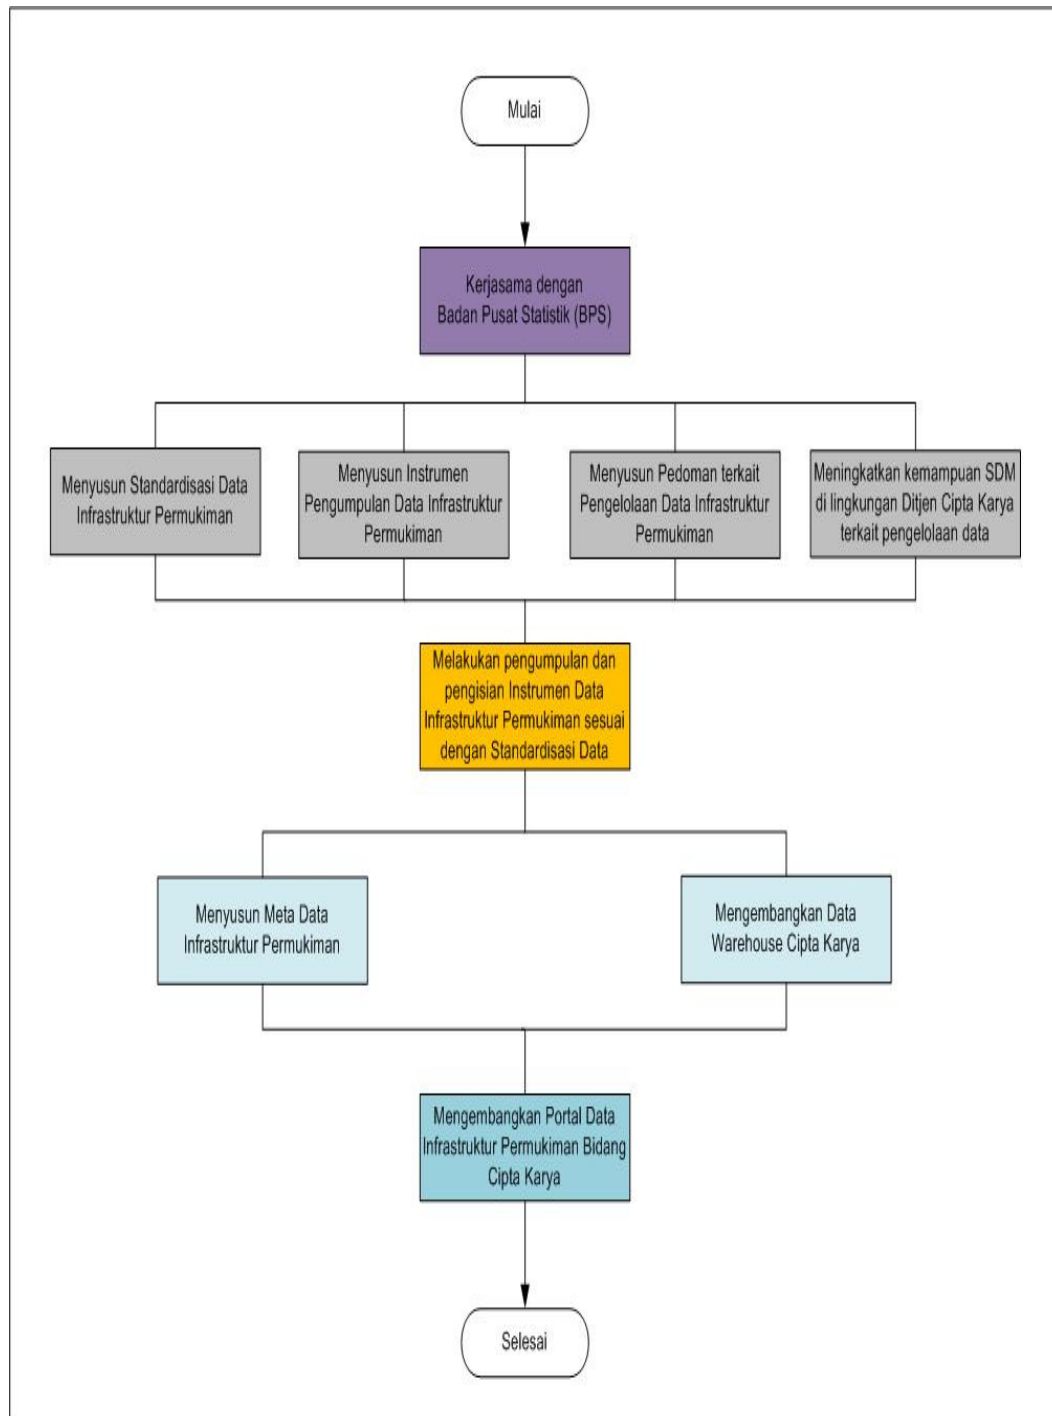 Mulai
Kerjasama dengan
Badan Pusat Statistik (BPS)
Menyusun Standardisasi Data
Infrastruktur Permukiman
Menyusun Instrumen
Pengumpulan Data Infrastruktur
Permukiman
Menyusun Pedoman terkait
Pengelolaan Data Infrastruktur
Permukiman
Meningkatkan kemampuan SDM
di lingkungan Ditjen Cipta Karya
terkait pengelolaan data
Melakukan pengumpulan dan
pengisian Instrumen Data
Infrastruktur Permukiman sesuai
dengan Standardisasi Data
Menyusun Meta Data
Infrastruktur Permukiman
Mengembangkan Data
Warehouse Cipta Karya
Mengembangkan Portal Data
Infrastruktur Permukiman Bidang
Cipta Karya
Selesai